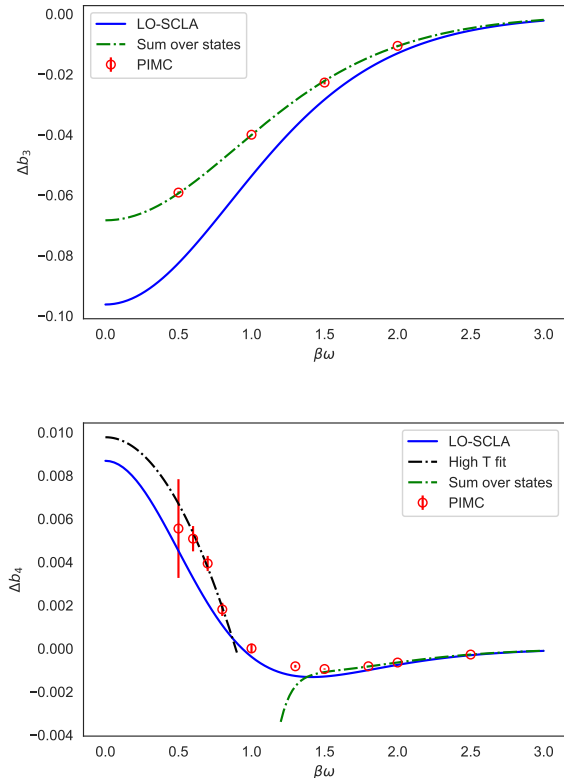 0.00
−0.02
−0.04
−0.06
−0.08
−0.10
Δb3
LO-SCLA
Sum over states
PIMC
0.0 0.5 1.0 1.5 2.0 2.5 3.0
βω
0.010
0.008
0.006
0.004
0.002
0.000
−0.002
−0.004
Δb4
LO-SCLA
High T fit
Sum over states
PIMC
0.0 0.5 1.0 1.5 2.0 2.5 3.0
βω